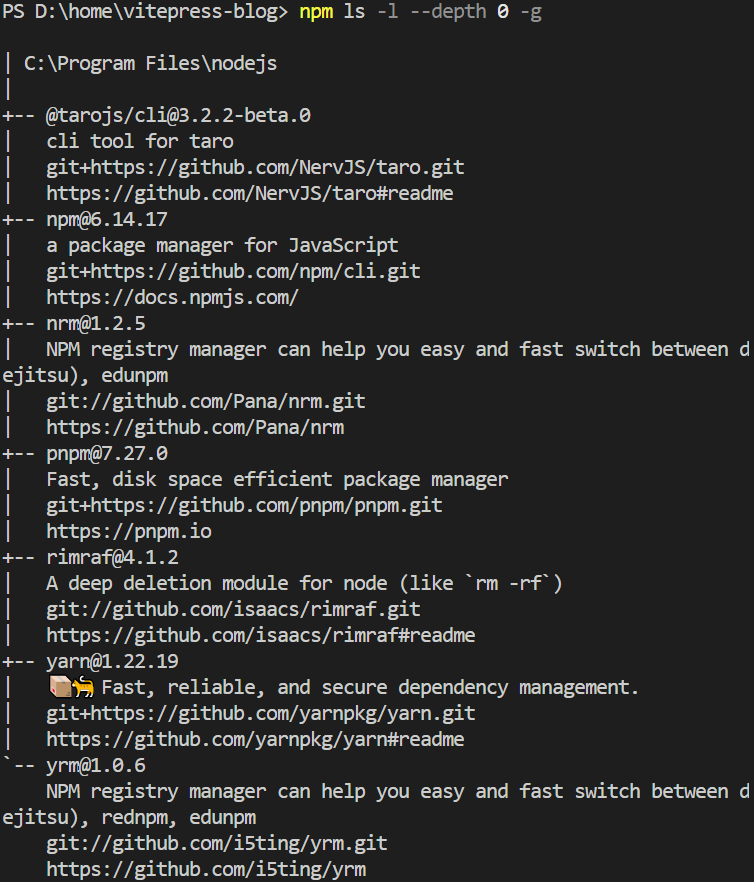 PS D:\home\vitepress-blog> npm ls -l --depth 0 -g
| C:\Program Files\nodejs
|
+-- @tarojs/cli@3.2.2-beta.0
|   cli tool for taro
|   git+https://github.com/NervJS/taro.git
|   https://github.com/NervJS/taro#readme
+-- npm@6.14.17
|   a package manager for JavaScript
|   git+https://github.com/npm/cli.git
|   https://docs.npmjs.com/
+-- nrm@1.2.5
|   NPM registry manager can help you easy and fast switch between d
ejitsu), edunpm
|   git://github.com/Pana/nrm.git
|   https://github.com/Pana/nrm
+-- pnpm@7.27.0
|   Fast, disk space efficient package manager
|   git+https://github.com/pnpm/pnpm.git
|   https://pnpm.io
+-- rimraf@4.1.2
|   A deep deletion module for node (like `rm -rf`)
|   git://github.com/isaacs/rimraf.git
|   https://github.com/isaacs/rimraf#readme
+-- yarn@1.22.19
|   📦🐈 Fast, reliable, and secure dependency management.
|   git+https://github.com/yarnpkg/yarn.git
|   https://github.com/yarnpkg/yarn#readme
`-- yrm@1.0.6
    NPM registry manager can help you easy and fast switch between d
ejitsu), rednpm, edunpm
    git://github.com/i5ting/yrm.git
    https://github.com/i5ting/yrm